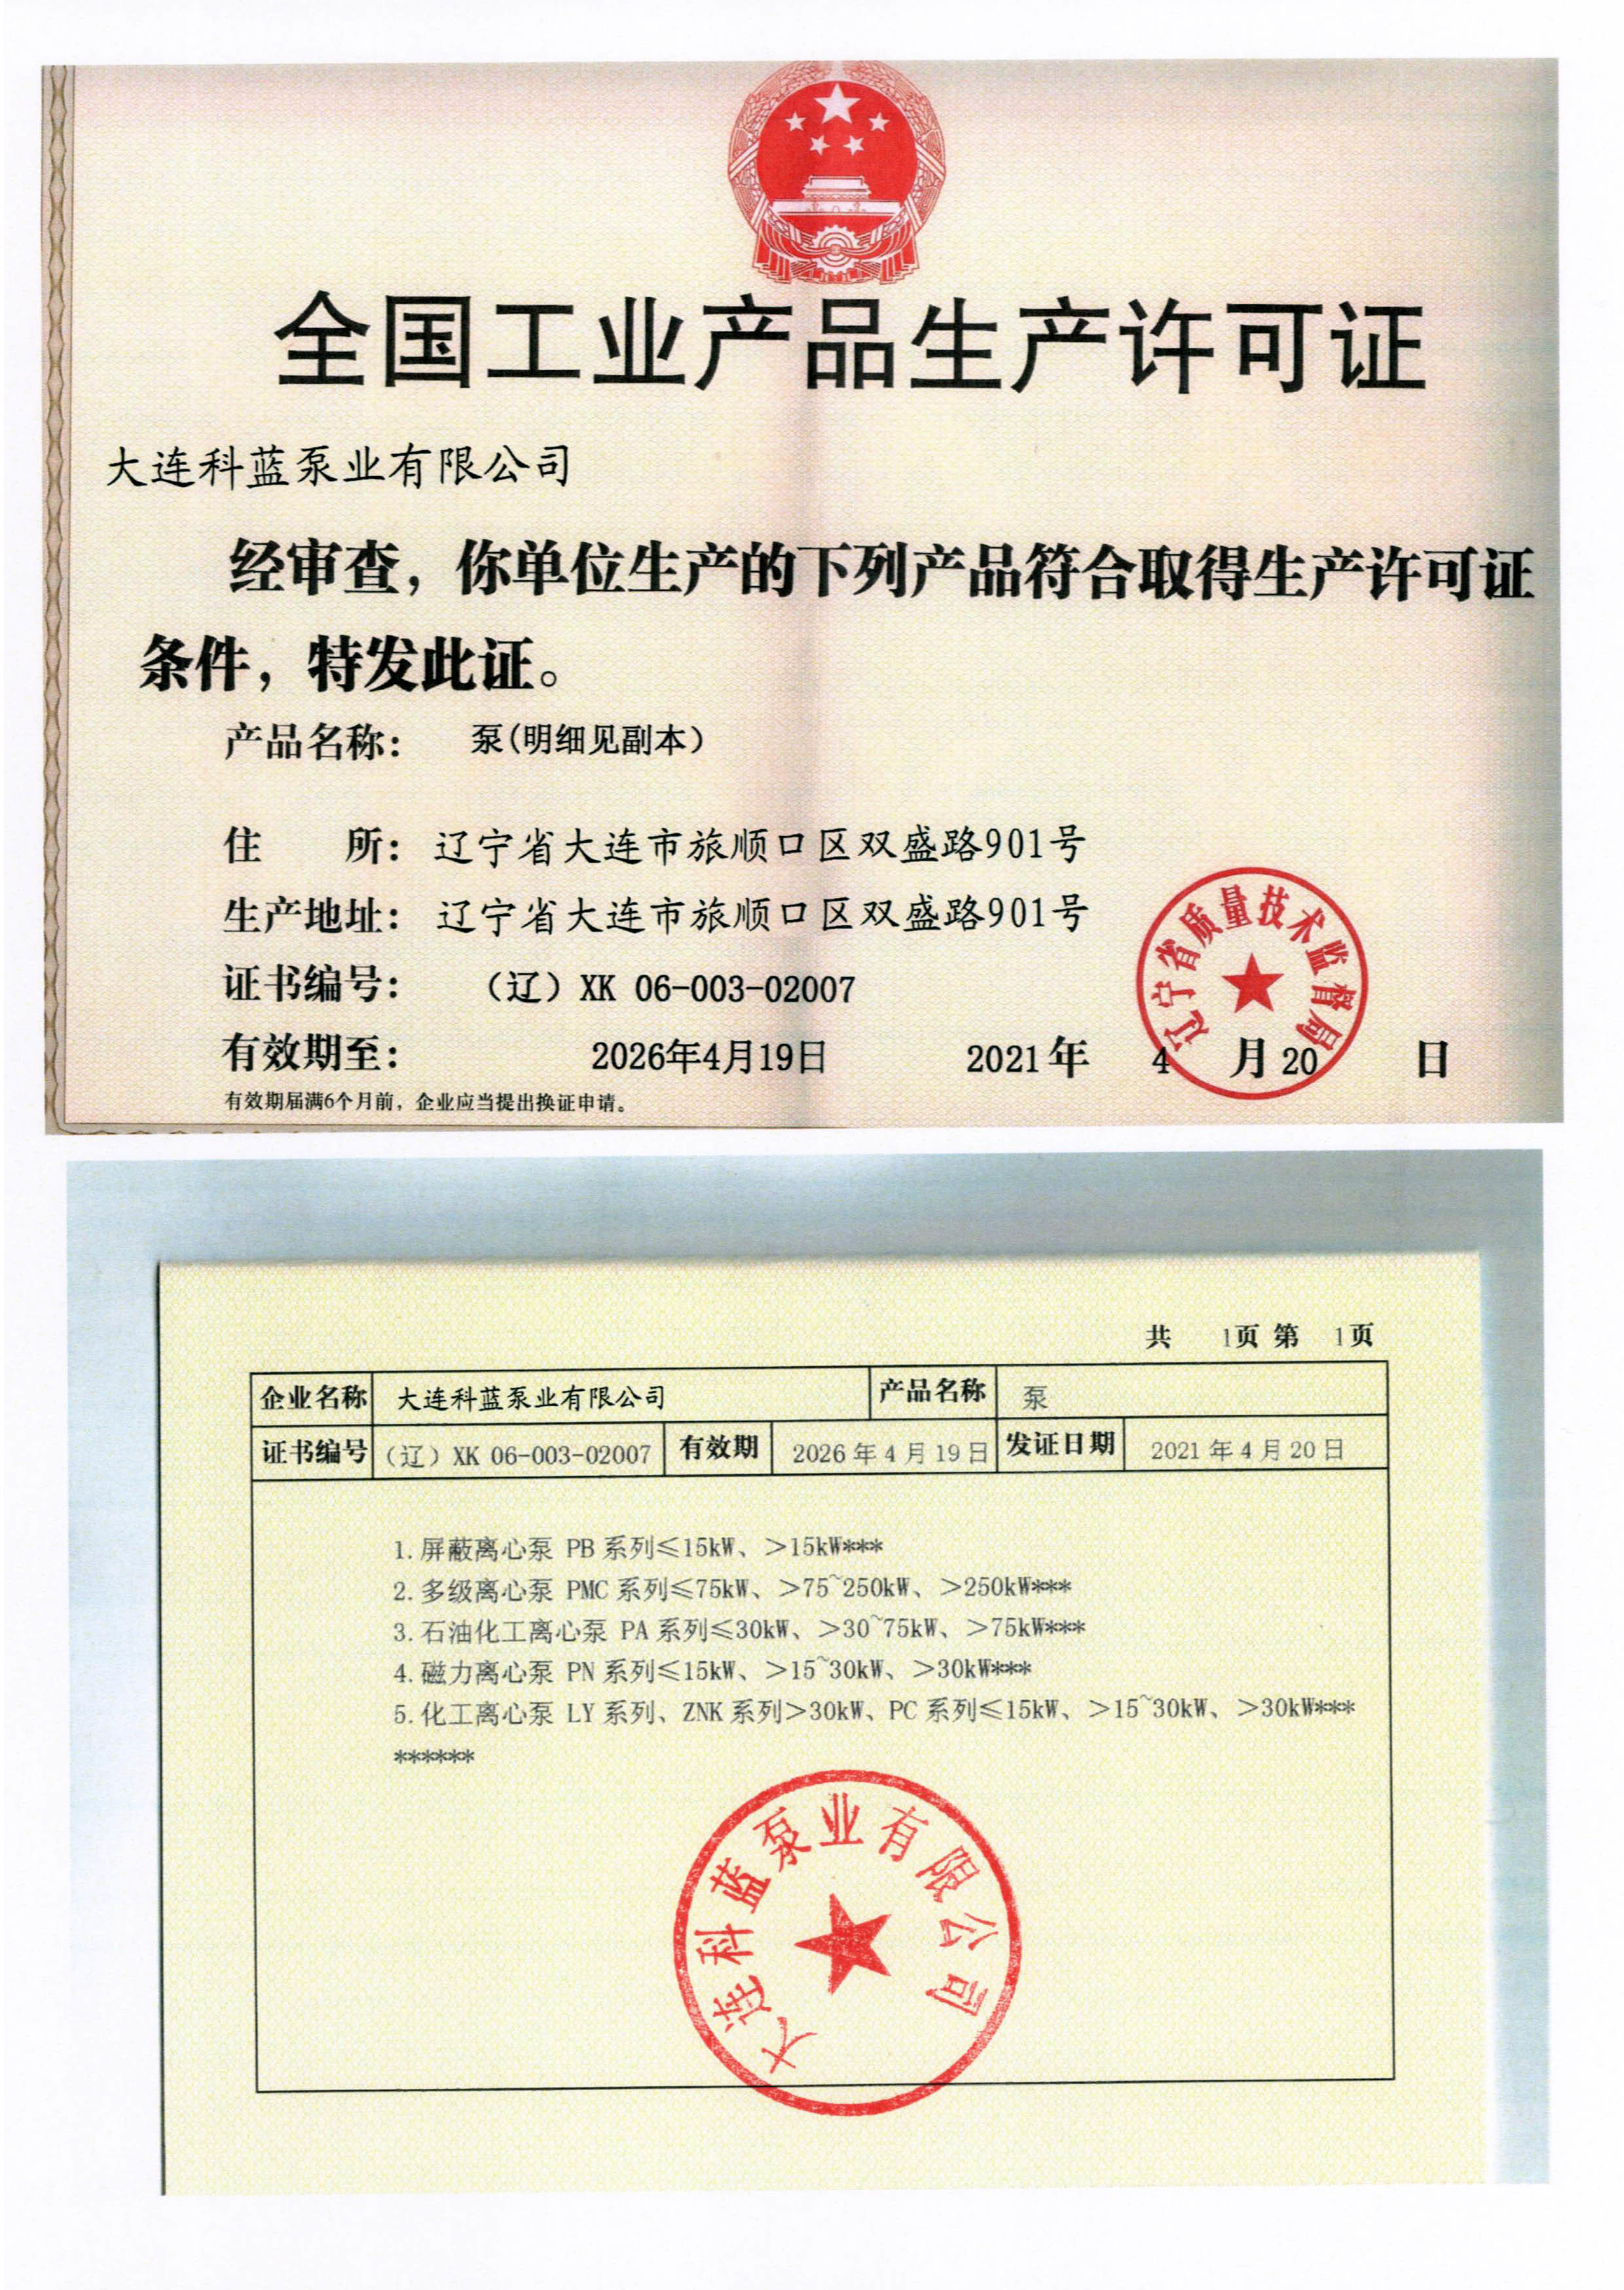 全国工业产品生产许可证
大连科蓝泵业有限公司
经审查，你单位生产的下列产品符合取得生产许可证
条件，特发此证。
产品名称： 泵(明细见副本)
住 所： 辽宁省大连市旅顺口区双盛路901号
生产地址： 辽宁省大连市旅顺口区双盛路901号
证书编号： （辽）XK 06-003-02007
有效期至： 2026年4月19日 2021年 4 月20 日
有效期届满6个月前，企业应当提出换证申请。
辽宁省质量技术监督局
共 1页 第 1页
企业名称 大连科蓝泵业有限公司 产品名称 泵
证书编号 （辽）XK 06-003-02007 有效期 2026年4月19日 发证日期 2021年4月20日
1.屏蔽离心泵 PB系列≤15kW、＞15kW***
2.多级离心泵 PMC系列≤75kW、＞75~250kW、＞250kW***
3.石油化工离心泵 PA系列≤30kW、＞30~75kW、＞75kW***
4.磁力离心泵 PN系列≤15kW、＞15~30kW、＞30kW***
5.化工离心泵 LY系列、ZNK系列＞30kW、PC系列≤15kW、＞15~30kW、＞30kW***
******
大连科蓝泵业有限公司